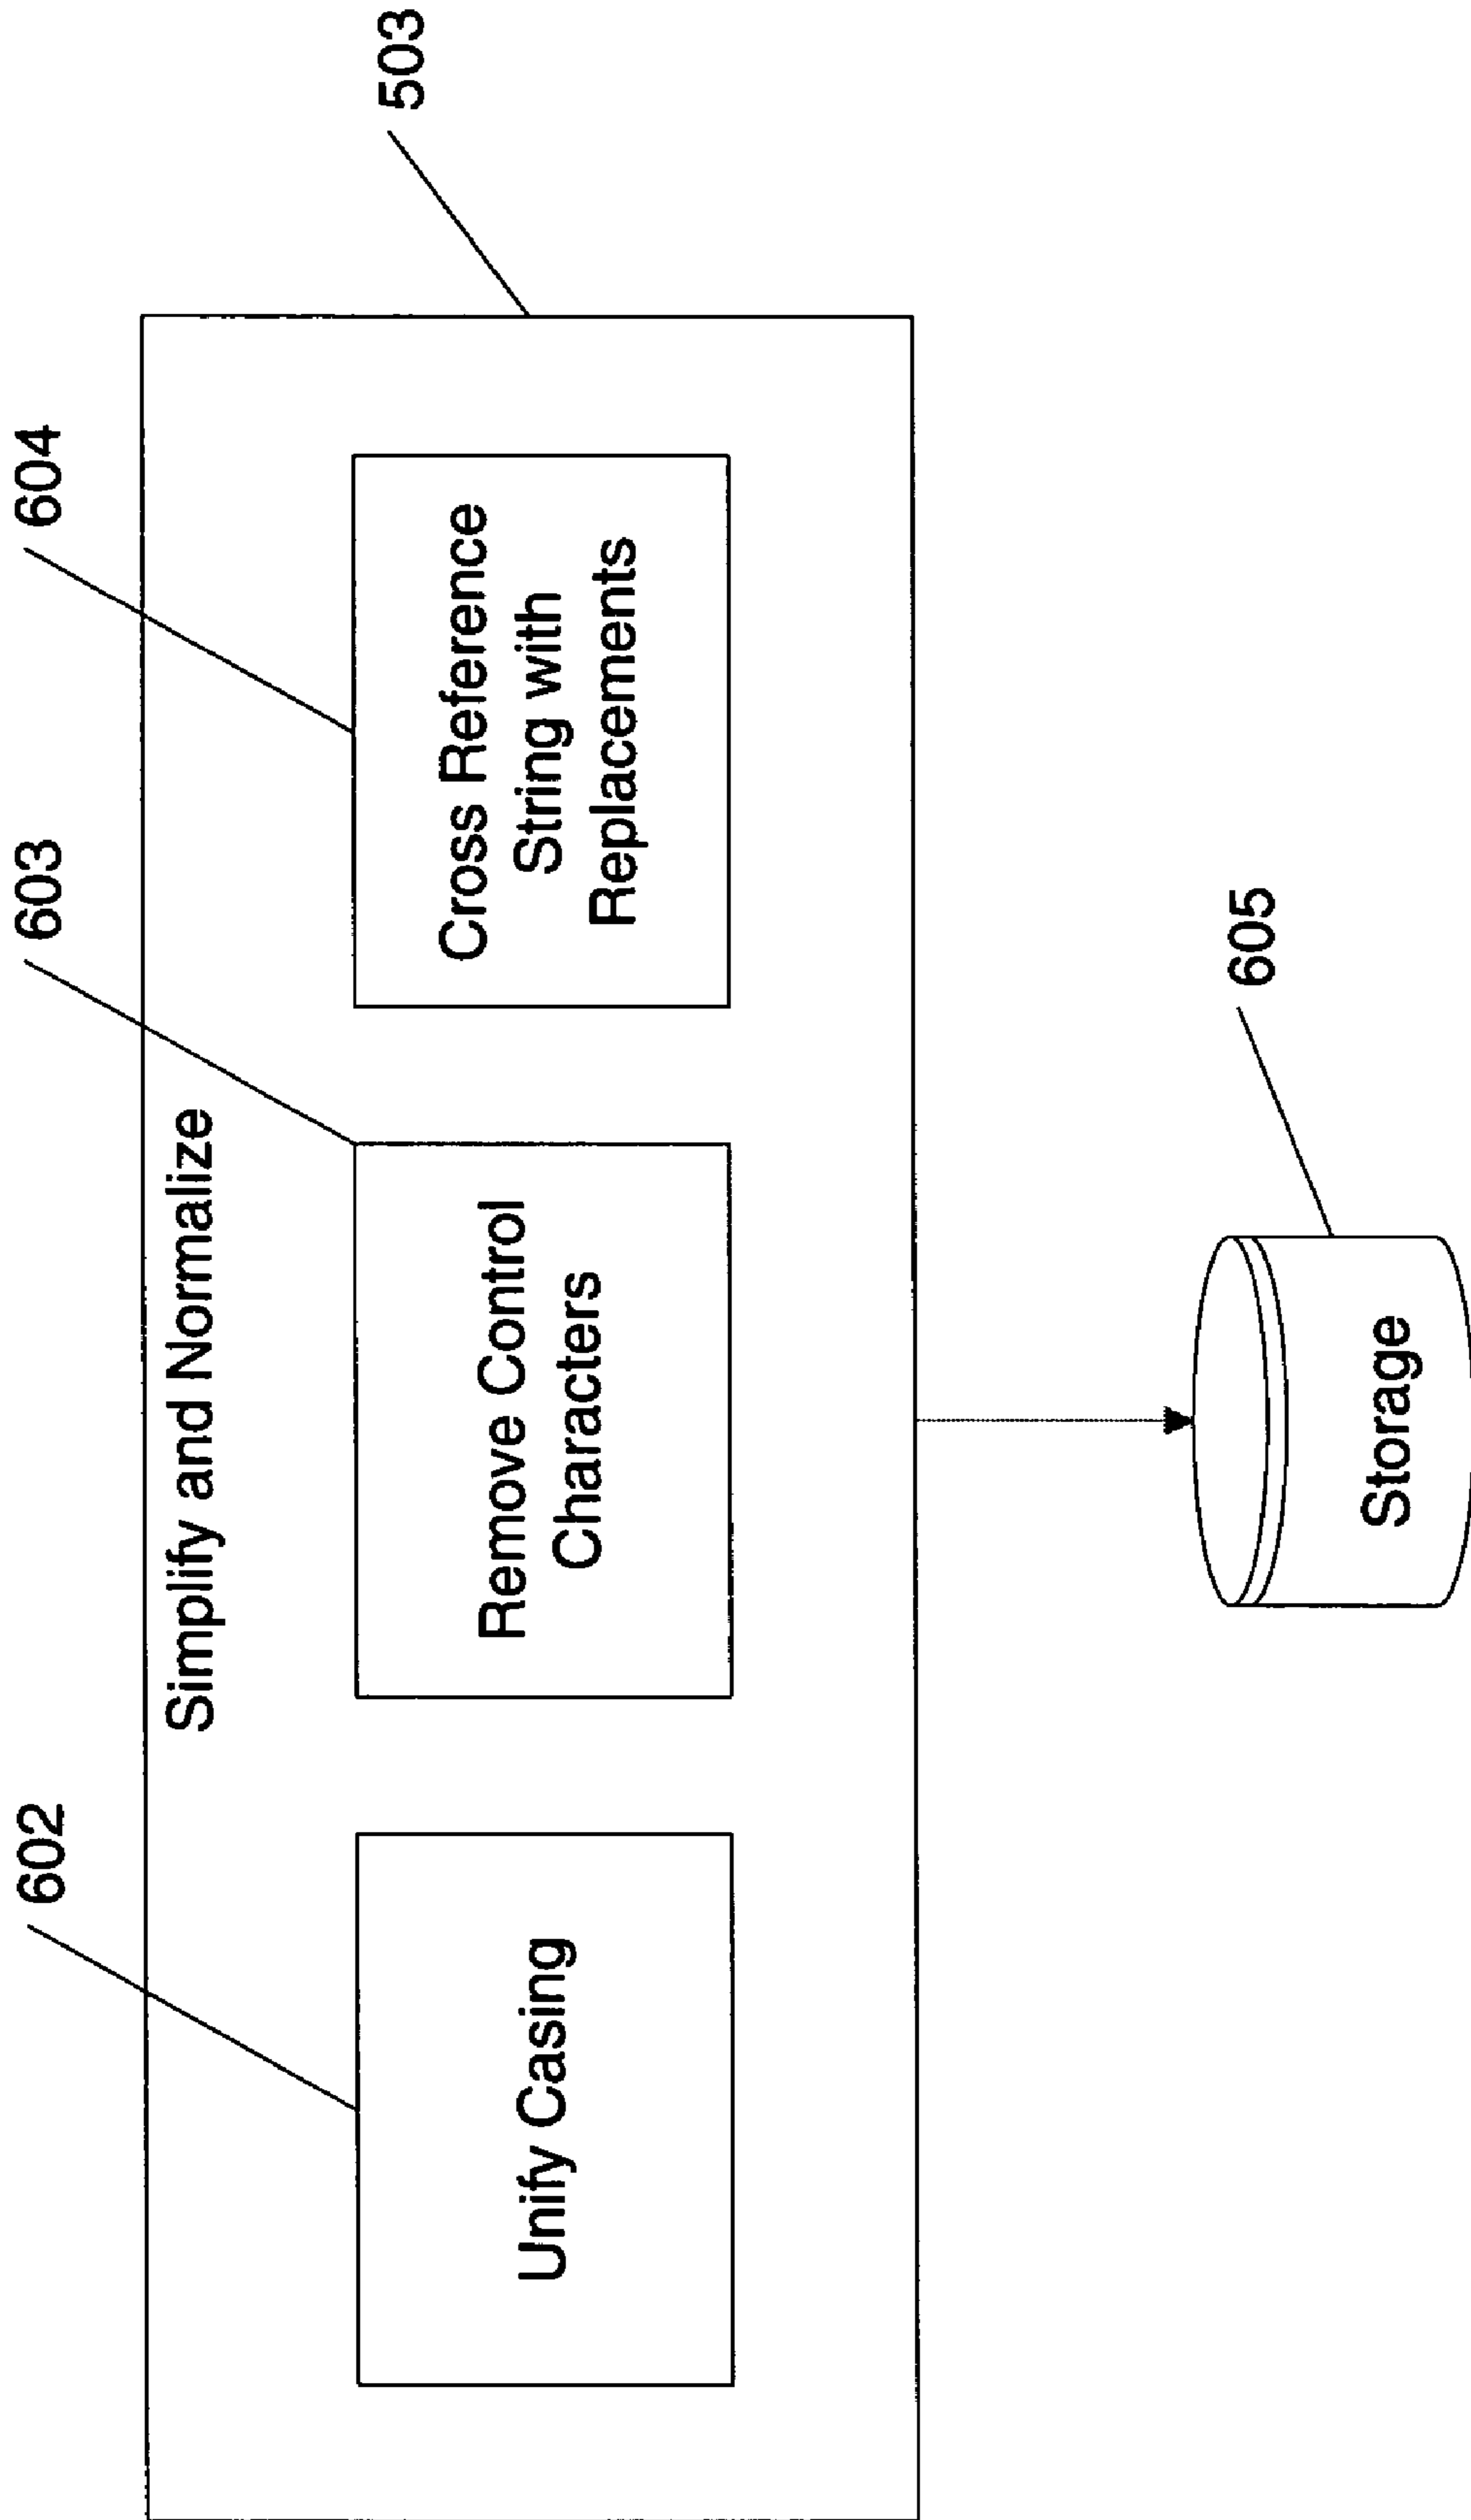 602
603
604
503
Simplify and Normalize
Unify Casing
Remove Control
Characters
Cross Reference
String with
Replacements
605
Storage